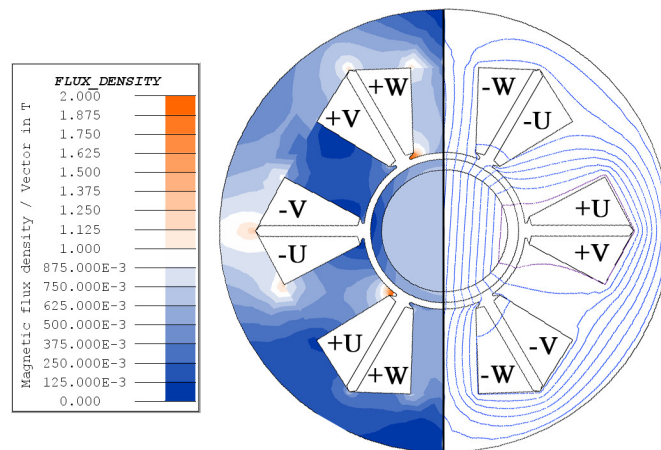 FLUX_DENSITY
Magnetic flux density / Vector in T
2.000
1.875
1.750
1.625
1.500
1.375
1.250
1.125
1.000
875.000E-3
750.000E-3
625.000E-3
500.000E-3
375.000E-3
250.000E-3
125.000E-3
0.000
+W
-W
+V
-U
-V
+U
-U
+V
+U
-V
+W
-W